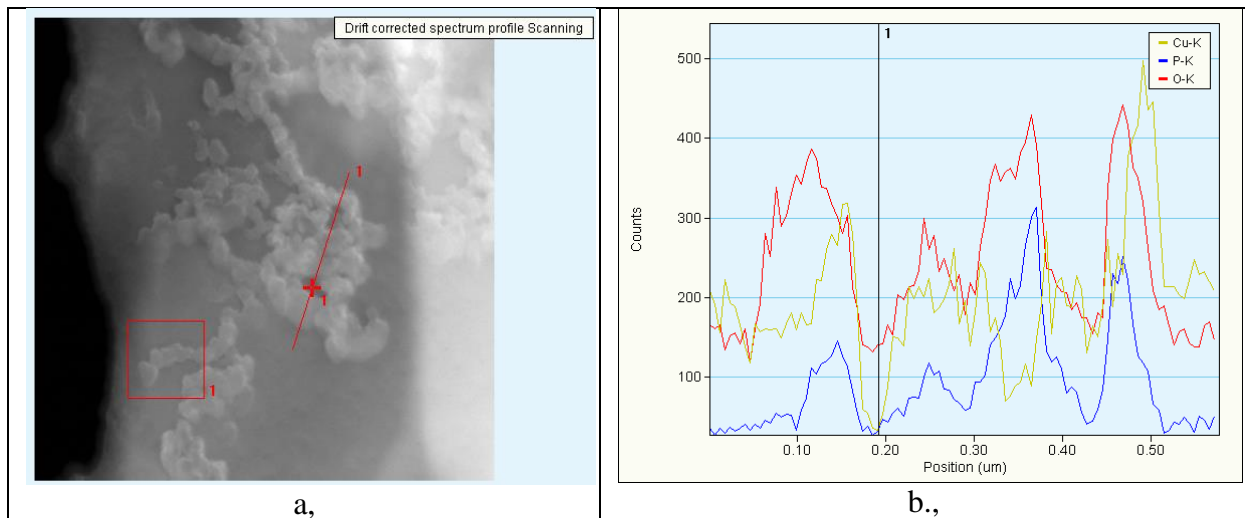 Drift corrected spectrum profile Scanning
1
1
1
a,
1
Cu-K
P-K
O-K
500
400
300
200
100
Counts
0.10 0.20 0.30 0.40 0.50
Position (um)
b.,